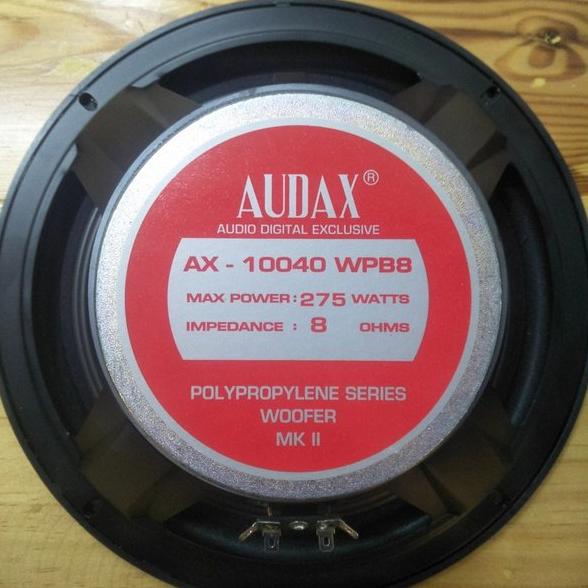 AUDAX®
AUDIO DIGITAL EXCLUSIVE
AX - 10040 WPB8
MAX POWER : 275 WATTS
IMPEDANCE : 8 OHMS
POLYPROPYLENE SERIES
WOOFER
MK II